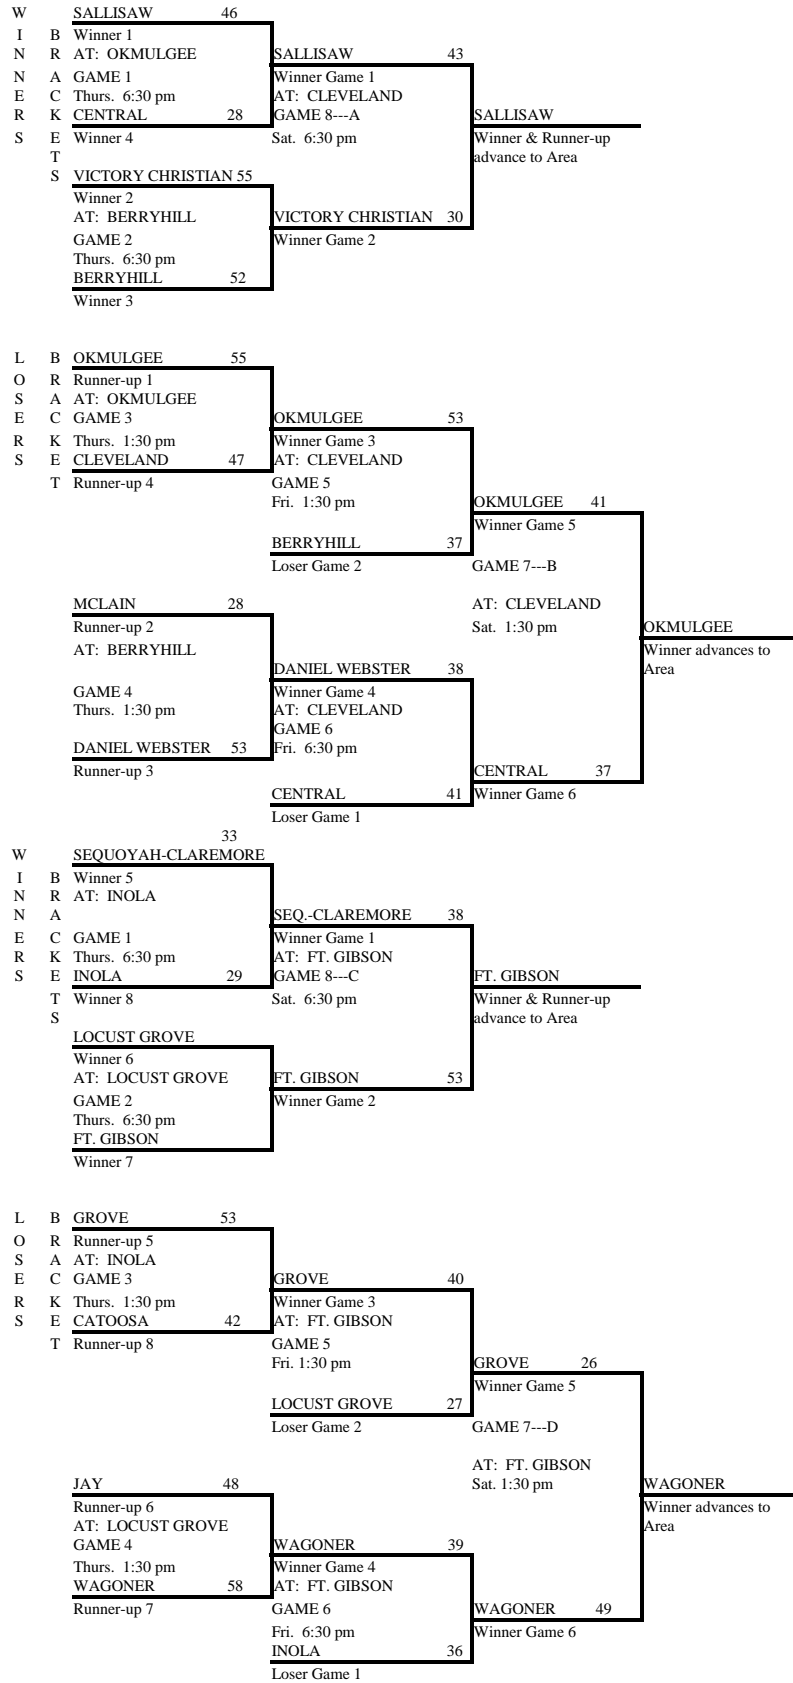 W SALLISAW 46
I B Winner 1
N R AT: OKMULGEE SALLISAW 43
N A GAME 1 Winner Game 1
E C Thurs. 6:30 pm AT: CLEVELAND
R K CENTRAL 28 GAME 8---A SALLISAW
S E Winner 4 Sat. 6:30 pm Winner & Runner-up
T advance to Area
S VICTORY CHRISTIAN 55
Winner 2
AT: BERRYHILL VICTORY CHRISTIAN 30
GAME 2 Winner Game 2
Thurs. 6:30 pm
BERRYHILL 52
Winner 3
L B OKMULGEE 55
O R Runner-up 1
S A AT: OKMULGEE
E C GAME 3 OKMULGEE 53
R K Thurs. 1:30 pm Winner Game 3
S E CLEVELAND 47 AT: CLEVELAND
T Runner-up 4 GAME 5
Fri. 1:30 pm OKMULGEE 41
Winner Game 5
BERRYHILL 37
Loser Game 2 GAME 7---B
MCLAIN 28 AT: CLEVELAND
Runner-up 2 Sat. 1:30 pm OKMULGEE
AT: BERRYHILL Winner advances to
DANIEL WEBSTER 38 Area
GAME 4 Winner Game 4
Thurs. 1:30 pm AT: CLEVELAND
GAME 6
DANIEL WEBSTER 53 Fri. 6:30 pm
Runner-up 3 CENTRAL 37
CENTRAL 41 Winner Game 6
Loser Game 1
33
W SEQUOYAH-CLAREMORE
I B Winner 5
N R AT: INOLA
N A SEQ.-CLAREMORE 38
E C GAME 1 Winner Game 1
R K Thurs. 6:30 pm AT: FT. GIBSON
S E INOLA 29 GAME 8---C FT. GIBSON
T Winner 8 Sat. 6:30 pm Winner & Runner-up
S advance to Area
LOCUST GROVE
Winner 6
AT: LOCUST GROVE FT. GIBSON 53
GAME 2 Winner Game 2
Thurs. 6:30 pm
FT. GIBSON
Winner 7
L B GROVE 53
O R Runner-up 5
S A AT: INOLA
E C GAME 3 GROVE 40
R K Thurs. 1:30 pm Winner Game 3
S E CATOOSA 42 AT: FT. GIBSON
T Runner-up 8 GAME 5
Fri. 1:30 pm GROVE 26
Winner Game 5
LOCUST GROVE 27
Loser Game 2 GAME 7---D
AT: FT. GIBSON
JAY 48 Sat. 1:30 pm WAGONER
Runner-up 6 Winner advances to
AT: LOCUST GROVE Area
GAME 4 WAGONER 39
Thurs. 1:30 pm Winner Game 4
WAGONER 58 AT: FT. GIBSON
Runner-up 7 GAME 6 WAGONER 49
Fri. 6:30 pm Winner Game 6
INOLA 36
Loser Game 1